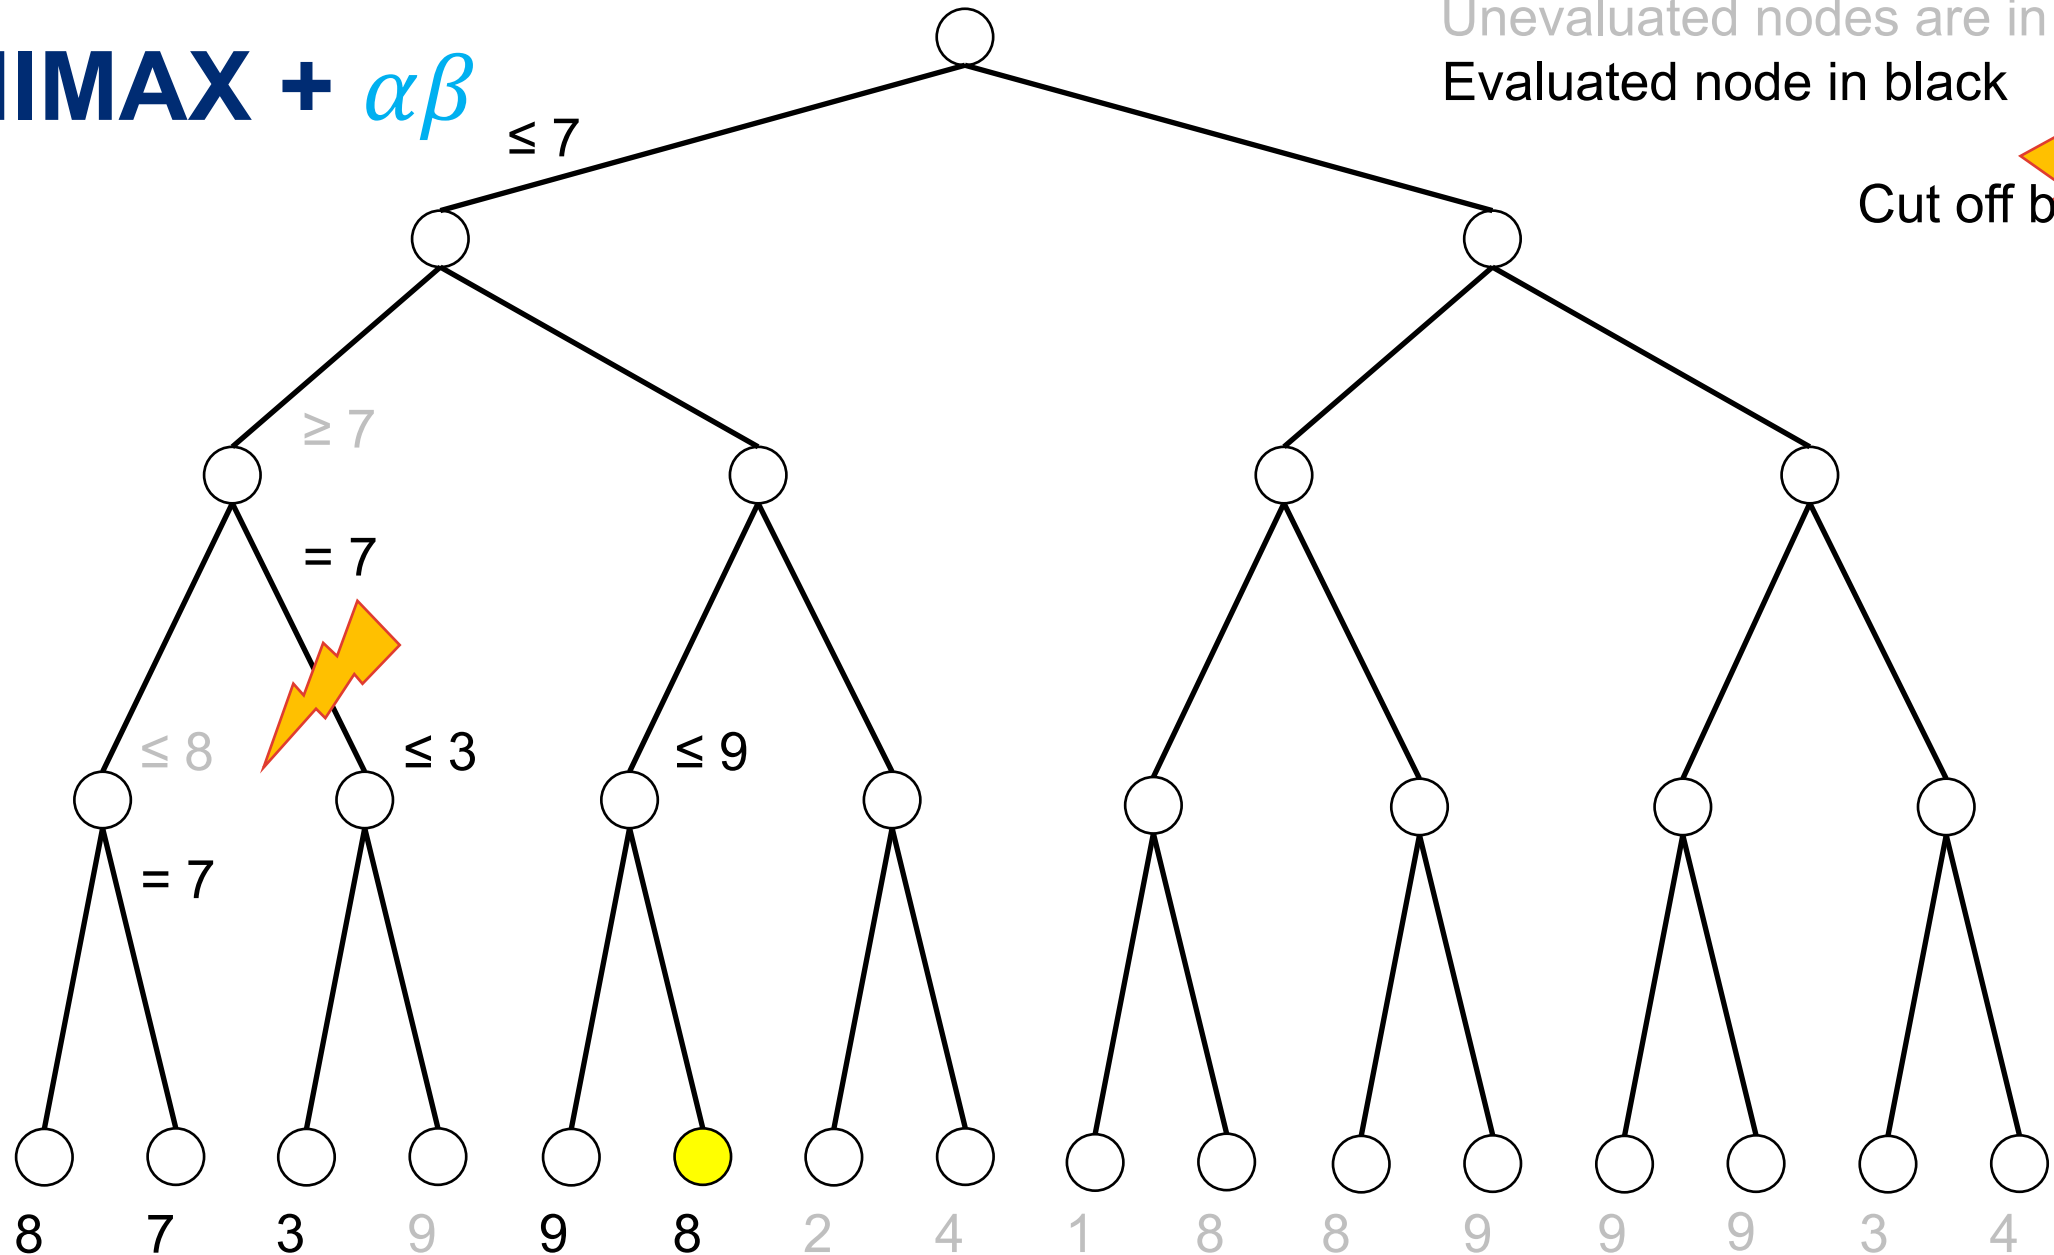 Unevaluated nodes are in
IIMAX + αβ
Evaluated node in black
≤ 7
Cut off b
≥ 7
= 7
≤ 8
≤ 3
≤ 9
= 7
8 7 3 9 9 8 2 4 1 8 8 9 9 9 3 4